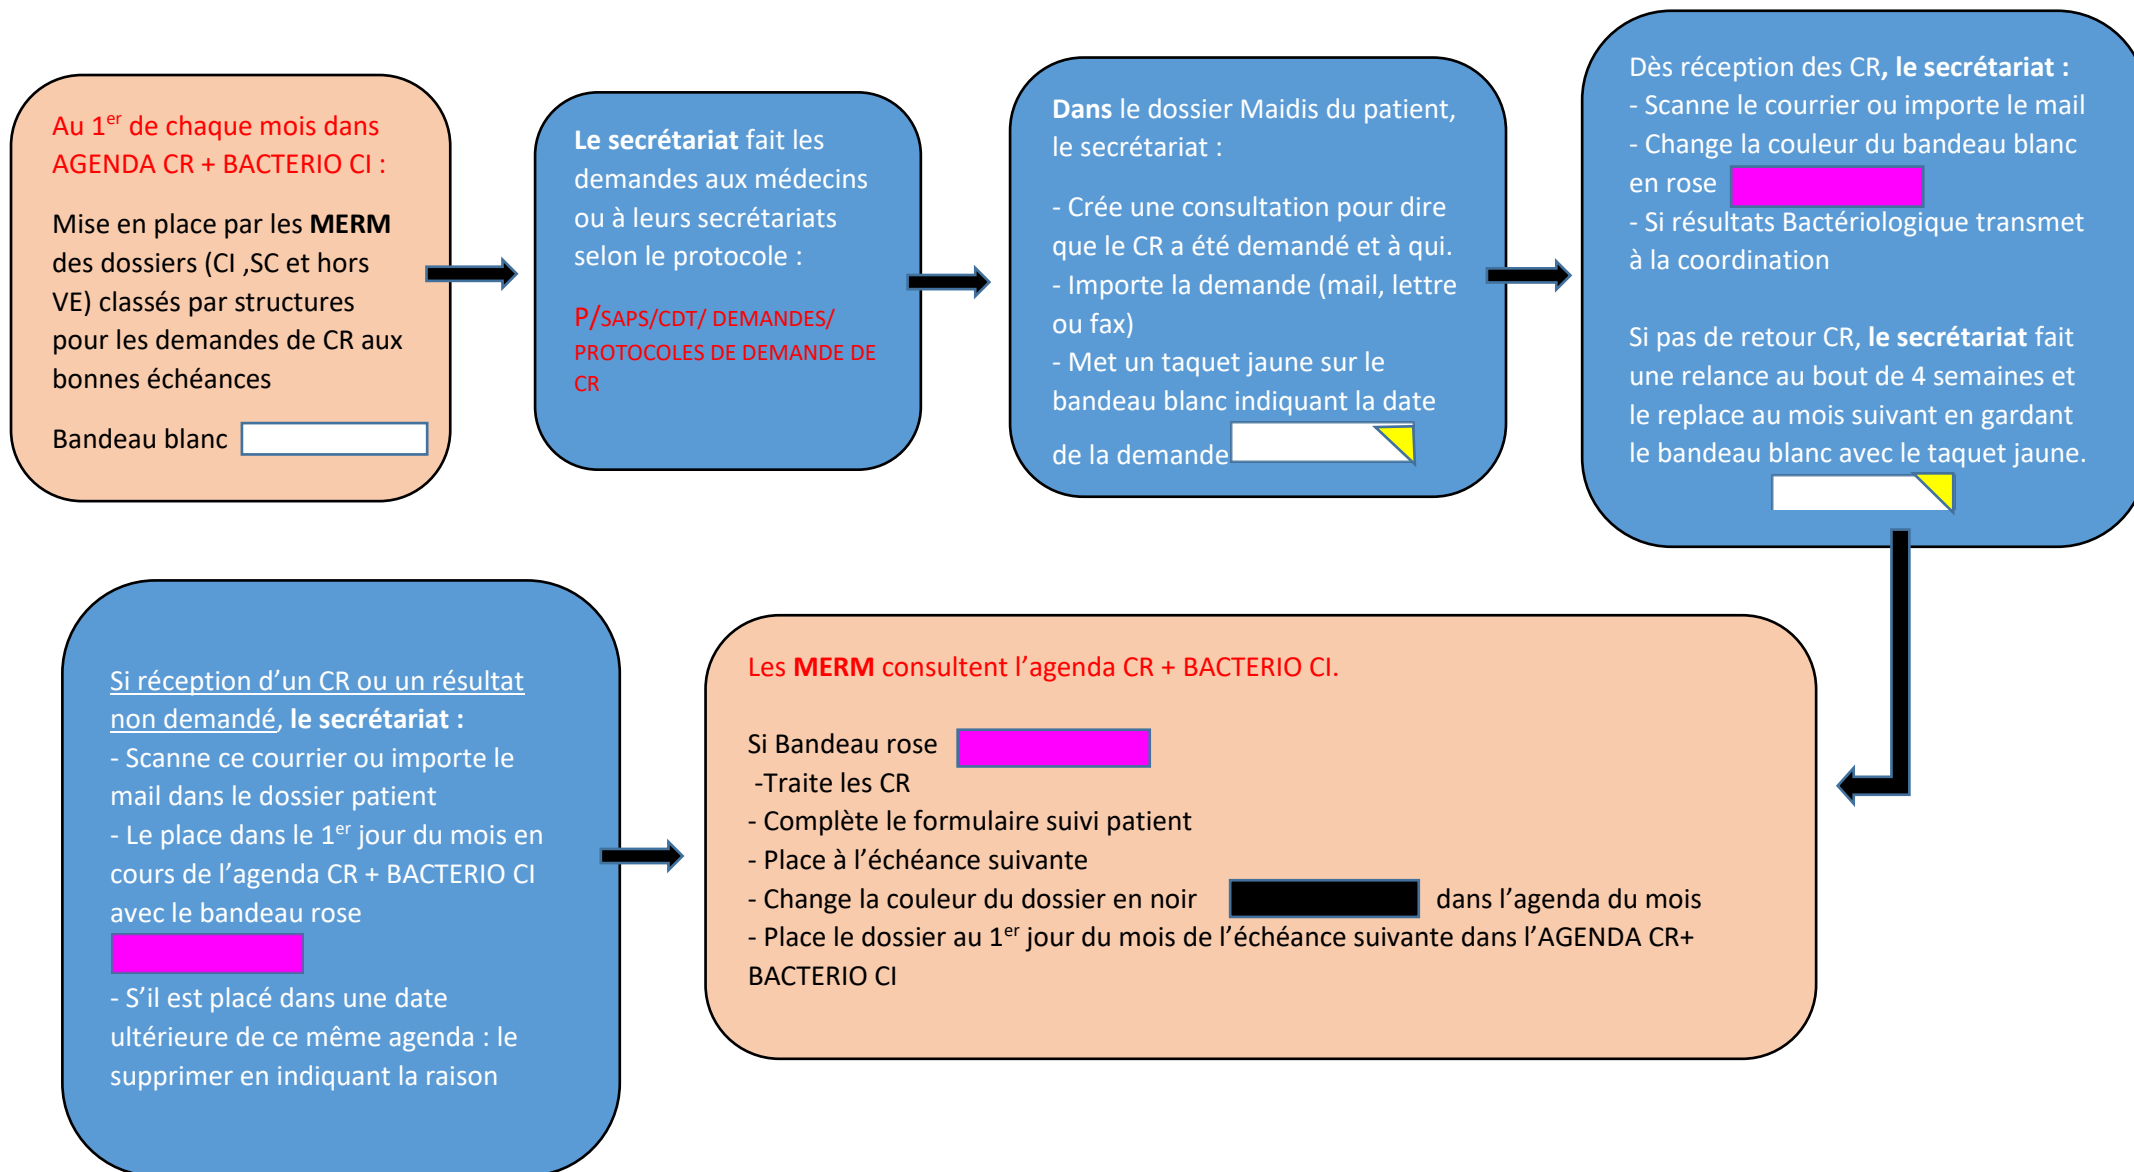 Au 1er de chaque mois dans
AGENDA CR + BACTERIO CI :
Mise en place par les MERM
des dossiers (CI ,SC et hors
VE) classés par structures
pour les demandes de CR aux
bonnes échéances
Bandeau blanc
Le secrétariat fait les
demandes aux médecins
ou à leurs secrétariats
selon le protocole :
P/SAPS/CDT/ DEMANDES/
PROTOCOLES DE DEMANDE DE
CR
Dans le dossier Maidis du patient,
le secrétariat :
- Crée une consultation pour dire
que le CR a été demandé et à qui.
- Importe la demande (mail, lettre
ou fax)
- Met un taquet jaune sur le
bandeau blanc indiquant la date
de la demande
Dès réception des CR, le secrétariat :
- Scanne le courrier ou importe le mail
- Change la couleur du bandeau blanc
en rose
- Si résultats Bactériologique transmet
à la coordination
Si pas de retour CR, le secrétariat fait
une relance au bout de 4 semaines et
le replace au mois suivant en gardant
le bandeau blanc avec le taquet jaune.
Si réception d’un CR ou un résultat
non demandé, le secrétariat :
- Scanne ce courrier ou importe le
mail dans le dossier patient
- Le place dans le 1er jour du mois en
cours de l’agenda CR + BACTERIO CI
avec le bandeau rose
- S’il est placé dans une date
ultérieure de ce même agenda : le
supprimer en indiquant la raison
Les MERM consultent l’agenda CR + BACTERIO CI.
Si Bandeau rose
-Traite les CR
- Complète le formulaire suivi patient
- Place à l’échéance suivante
- Change la couleur du dossier en noir dans l’agenda du mois
- Place le dossier au 1er jour du mois de l’échéance suivante dans l’AGENDA CR+
BACTERIO CI